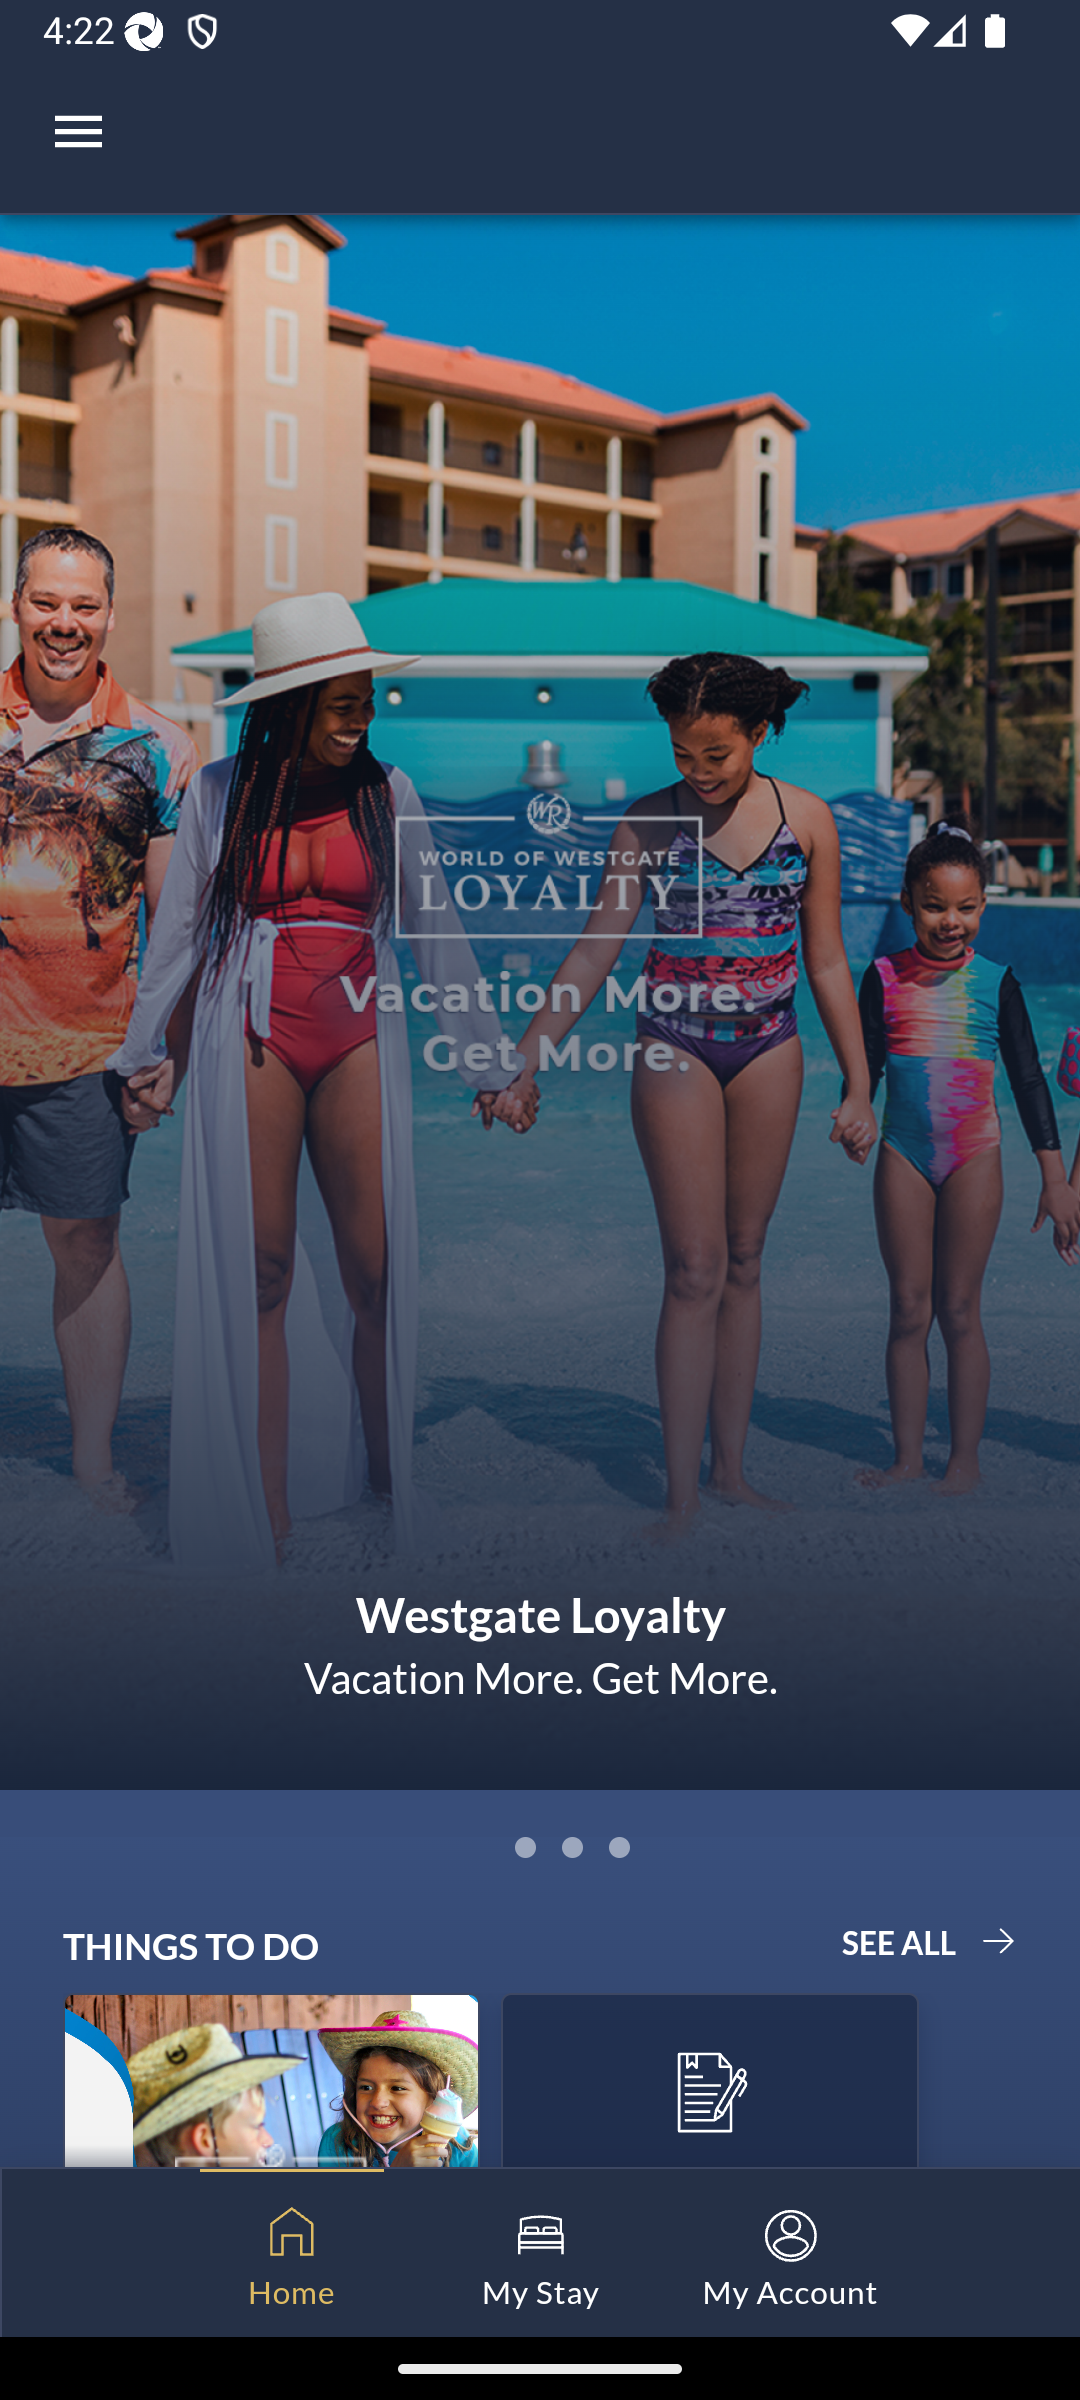 4:22
WR
WORLD OF WESTGATE
LOYALTY
Vacation More.
Get More.
Westgate Loyalty
Vacation More. Get More.
THINGS TO DO
SEE ALL
Home
My Stay
My Account